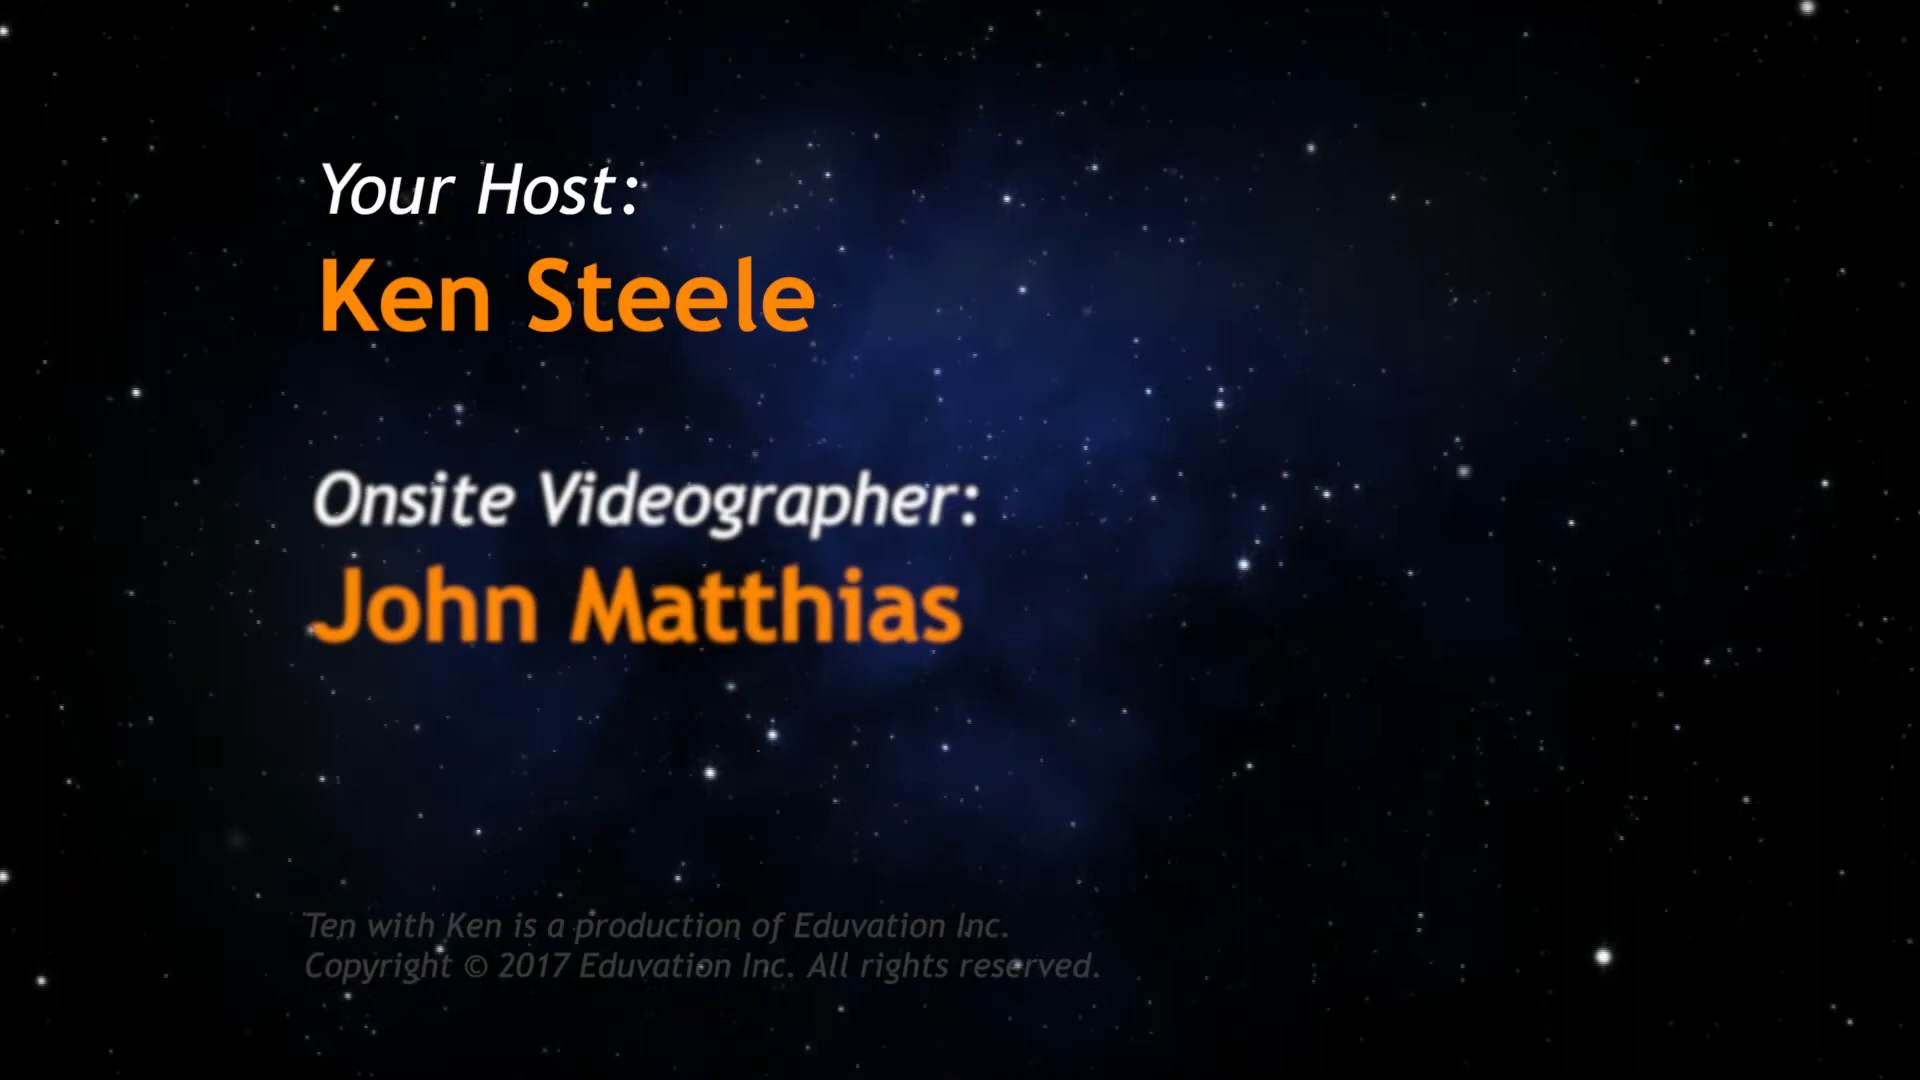 Your Host:
Ken Steele
Onsite Videographer:
John Matthias
Ten with Ken is a production of Eduvation Inc.
Copyright © 2017 Eduvation Inc. All rights reserved.